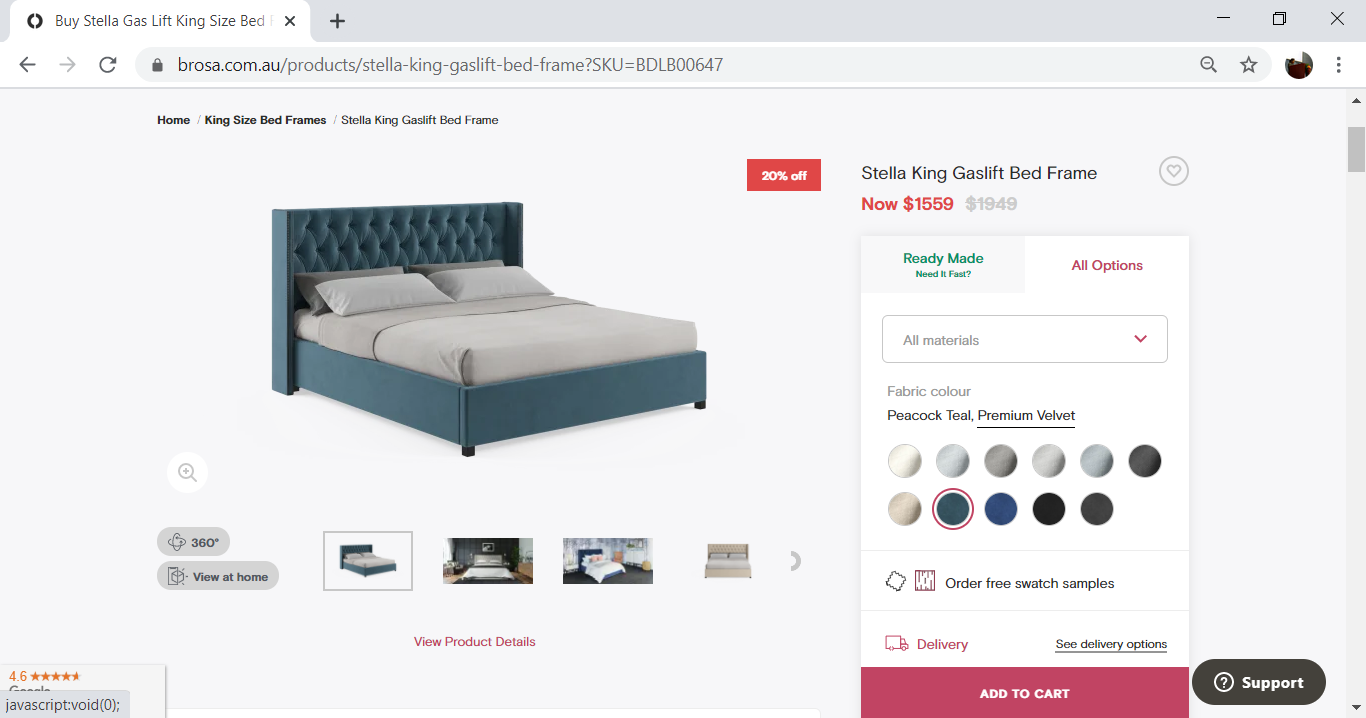 Buy Stella Gas Lift King Size Bed F
brosa.com.au/products/stella-king-gaslift-bed-frame?SKU=BDLB00647
Home / King Size Bed Frames / Stella King Gaslift Bed Frame
20% off
Stella King Gaslift Bed Frame
Now $1559 $1949
Ready Made
Need It Fast?
All Options
All materials
Fabric colour
Peacock Teal, Premium Velvet
360°
View at home
Order free swatch samples
View Product Details
Delivery
See delivery options
ADD TO CART
4.6
Google
javascript:void(0);
Support